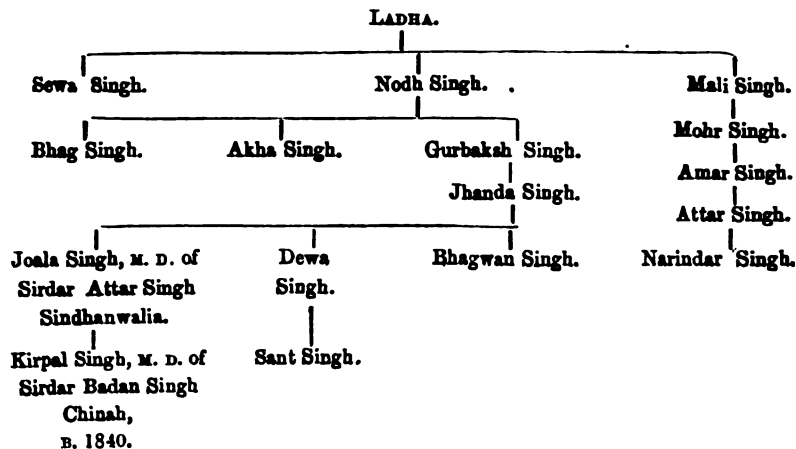 LADHA.
Sewa Singh. Nodh Singh. Mali Singh.
Mohr Singh.
Bhag Singh. Akha Singh. Gurbaksh Singh.
Amar Singh.
Jhanda Singh.
Attar Singh.
Joala Singh, M. D. of Dewa Bhagwan Singh. Narindar Singh.
Sirdar Attar Singh Singh.
Sindhanwalia.
Kirpal Singh, M. D. of Sant Singh.
Sirdar Badan Singh
Chinah,
B. 1840.